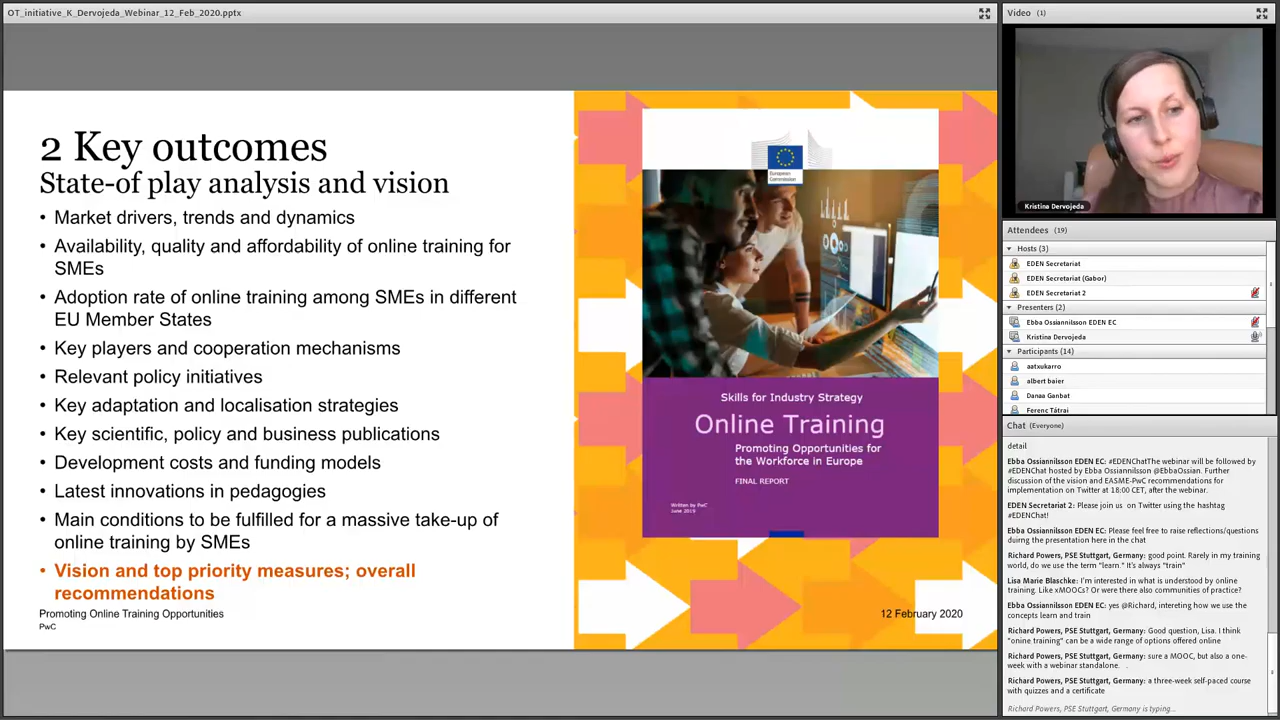 OT_initiative_K_Dervojeda_Webinar_12_Feb_2020.pptx
2 Key outcomes
State-of play analysis and vision
• Market drivers, trends and dynamics
• Availability, quality and affordability of online training for
SMEs
• Adoption rate of online training among SMEs in different
EU Member States
• Key players and cooperation mechanisms
• Relevant policy initiatives
• Key adaptation and localisation strategies
• Key scientific, policy and business publications
• Development costs and funding models
• Latest innovations in pedagogies
• Main conditions to be fulfilled for a massive take-up of
online training by SMEs
• Vision and top priority measures; overall
recommendations
Promoting Online Training Opportunities
PwC
12 February 2020
European
Commission
Skills for Industry Strategy
Online Training
Promoting Opportunities for
the Workforce in Europe
FINAL REPORT
Written by PwC
June 2019
Video (1)
Kristina Dervojeda
Attendees (19)
Hosts (3)
EDEN Secretariat
EDEN Secretariat (Gabor)
EDEN Secretariat 2
Presenters (2)
Ebba Ossiannilsson EDEN EC
Kristina Dervojeda
Participants (14)
aatxukarro
albert baier
Danaa Ganbat
Ferenc Tátrai
Chat (Everyone)
detail
Ebba Ossiannilsson EDEN EC: #EDENChatThe webinar will be followed by
#EDENChat hosted by Ebba Ossiannilsson @EbbaOssian. Further
discussion of the vision and EASME-PwC recommendations for
implementation on Twitter at 18:00 CET, after the webinar.
EDEN Secretariat 2: Please join us on Twitter using the hashtag
#EDENChat!
Ebba Ossiannilsson EDEN EC: Please feel free to raise reflections/questions
duirng the presentation here in the chat
Richard Powers, PSE Stuttgart, Germany: good point. Rarely in my training
world, do we use the term "learn." It's always "train"
Lisa Marie Blaschke: I'm interested in what is understood by online
training. Like xMOOCs? Or were there also communities of practice?
Ebba Ossiannilsson EDEN EC: yes @Richard, intereting how we use the
concepts learn and train
Richard Powers, PSE Stuttgart, Germany: Good question, Lisa. I think
"onine training" can be a wide range of options offered online
Richard Powers, PSE Stuttgart, Germany: sure a MOOC, but also a one-
week with a webinar standalone. .
Richard Powers, PSE Stuttgart, Germany: a three-week self-paced course
with quizzes and a certificate
Richard Powers, PSE Stuttgart, Germany is typing...